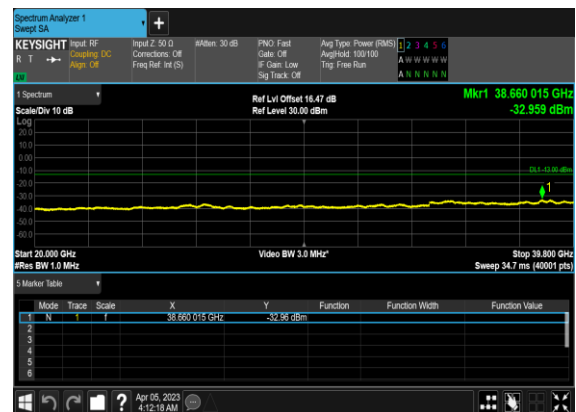 Spectrum Analyzer 1
Swept SA
+
KEYSIGHT Input: RF Input Z: 50 Ω #Atten: 30 dB PNO: Fast Avg Type: Power (RMS) 1 2 3 4 5 6
R T Coupling: DC Corrections: Off Gate: Off Avg|Hold: 100/100 A W W W W W
Align: Off Freq Ref: Int (S) IF Gain: Low Trig: Free Run
LU Sig Track: Off A N N N N N
1 Spectrum Ref Lvl Offset 16.47 dB Mkr1 38.660 015 GHz
Scale/Div 10 dB Ref Level 30.00 dBm -32.959 dBm
Log
20.0
10.0
0.00
-10.0 DL1 -13.00 dBm
-20.0 1
-30.0
-40.0
-50.0
-60.0
Start 20.000 GHz Video BW 3.0 MHz* Stop 39.800 GHz
#Res BW 1.0 MHz Sweep 34.7 ms (40001 pts)
5 Marker Table
Mode Trace Scale X Y Function Function Width Function Value
1 N 1 f 38.660 015 GHz -32.96 dBm
2
3
4
5
6
? Apr 05, 2023
4:12:18 AM